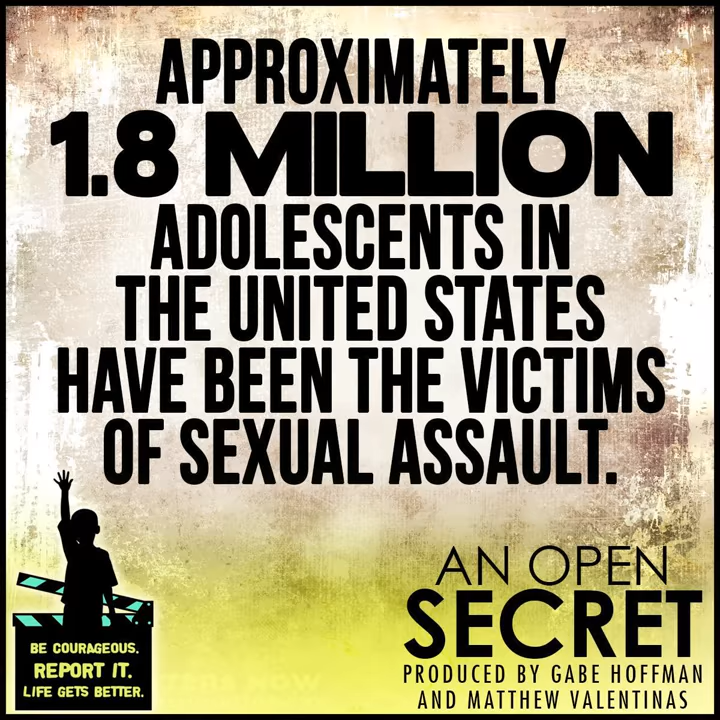 APPROXIMATELY
1.8 MILLION
ADOLESCENTS IN
THE UNITED STATES
HAVE BEEN THE VICTIMS
OF SEXUAL ASSAULT.
BE COURAGEOUS.
REPORT IT.
LIFE GETS BETTER.
AN OPEN
SECRET
PRODUCED BY GABE HOFFMAN
AND MATTHEW VALENTINAS